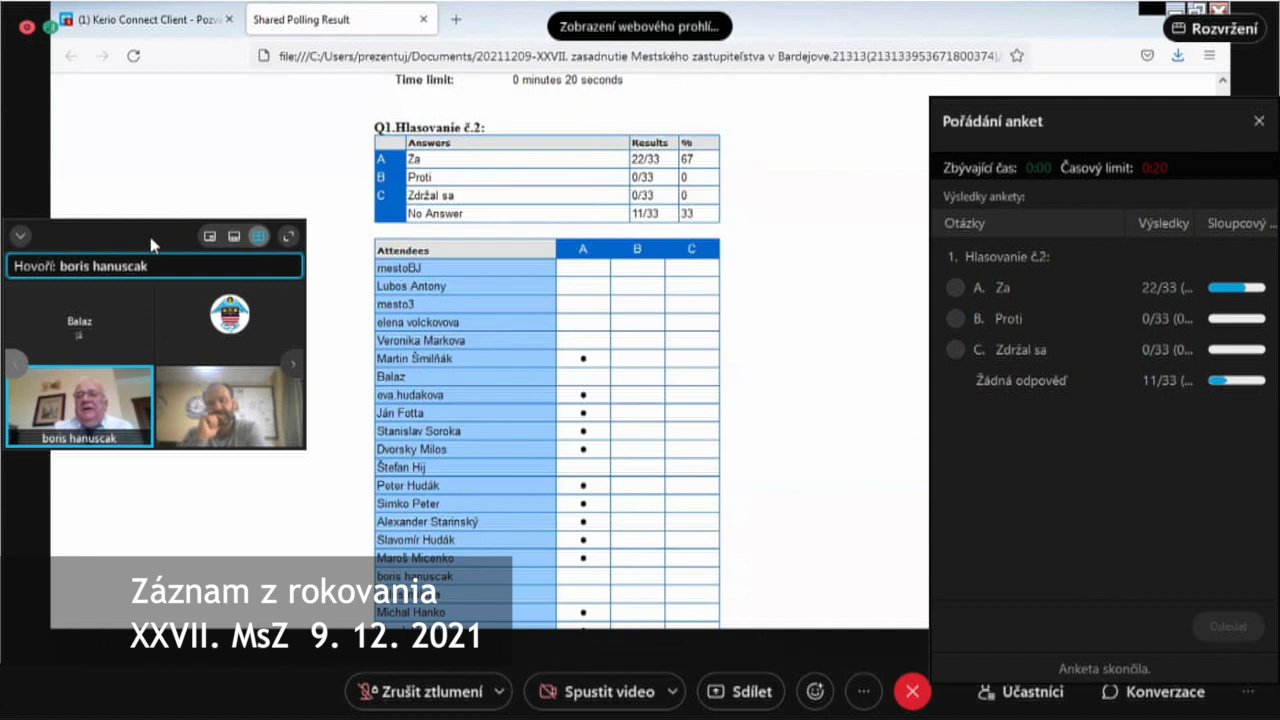 (1) Kerio Connect Client - Pozv
Shared Polling Result
Zobrazení webového prohlí...
Rozvržení
file:///C:/Users/prezentuj/Documents/20211209-XXVII. zasadnutie Mestského zastupiteľstva v Bardejove.21313(213133953671800374)/
Time limit: 0 minutes 20 seconds
Q1.Hlasovanie č.2:
Answers Results %
A Za 22/33 67
B Proti 0/33 0
C Zdržal sa 0/33 0
No Answer 11/33 33
Attendees A B C
mestoBJ
Lubos Antony
mesto3
elena volckovova
Veronika Markova
Martin Šmilňák •
Balaz
eva.hudakova •
Ján Fotta •
Stanislav Soroka •
Dvorsky Milos •
Štefan Hij
Peter Hudák •
Simko Peter •
Alexander Starinský •
Slavomír Hudák •
Maroš Micenko •
boris hanuscak
Michal Hanko •
Hovoří: boris hanuscak
Balaz
já
boris hanuscak
Pořádání anket
Zbývající čas: 0:00 Časový limit: 0:20
Výsledky ankety:
Otázky Výsledky Sloupcový ...
1. Hlasovanie č.2:
A. Za 22/33 (...
B. Proti 0/33 (0...
C. Zdržal sa 0/33 (0...
Žádná odpověď 11/33 (...
Odeslat
Anketa skončila.
Záznam z rokovania
XXVII. MsZ 9. 12. 2021
Zrušit ztlumení
Spustit video
Sdílet
Účastníci
Konverzace